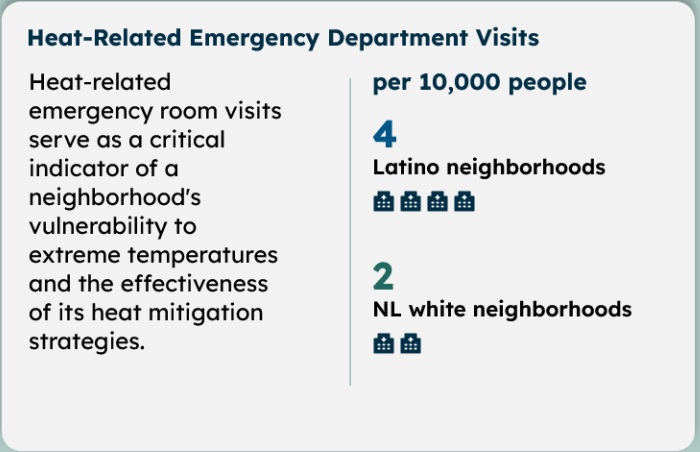 Heat-Related Emergency Department Visits
Heat-related
emergency room visits
serve as a critical
indicator of a
neighborhood's
vulnerability to
extreme temperatures
and the effectiveness
of its heat mitigation
strategies.
per 10,000 people
4
Latino neighborhoods
2
NL white neighborhoods